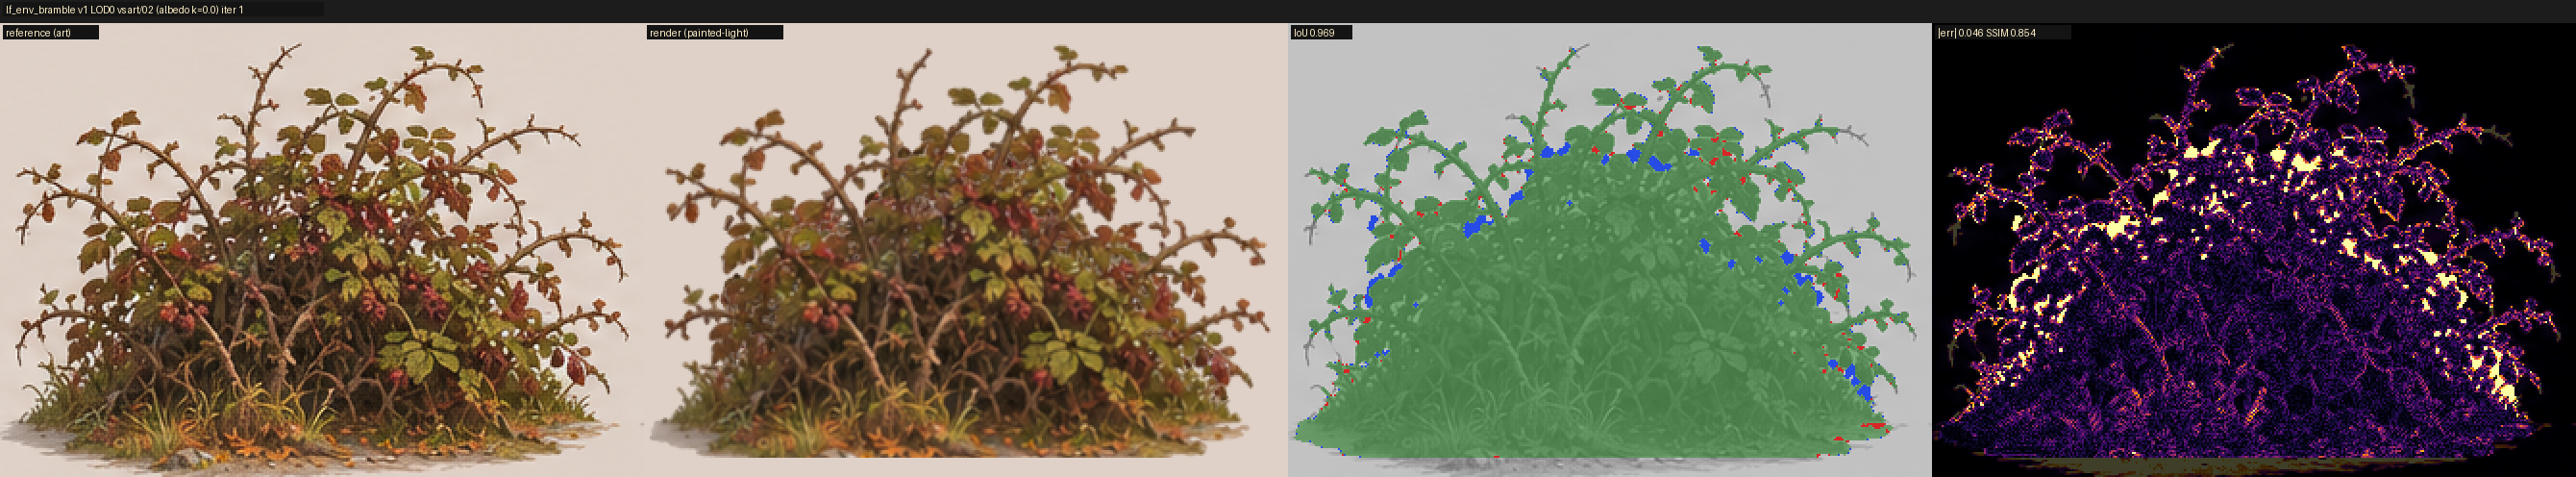 lf_env_bramble v1 LOD0 vs art/02 (albedo k=0.0) iter 1
reference (art)
render (painted-light)
IoU 0.969
|err| 0.046 SSIM 0.854